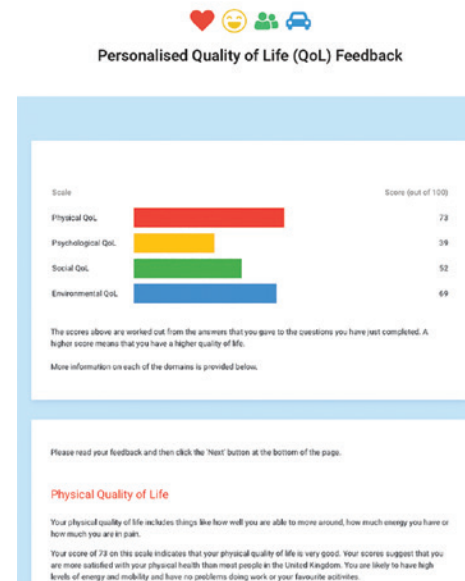 Personalised Quality of Life (QoL) Feedback
Scale Score (out of 100)
Physical QoL 73
Psychological QoL 39
Social QoL 52
Environmental QoL 69
The scores above are worked out from the answers that you gave to the questions you have just completed. A
higher score means that you have a higher quality of life.
More information on each of the domains is provided below.
Please read your feedback and then click the 'Next' button at the bottom of the page.
Physical Quality of Life
Your physical quality of life includes things like how well you are able to move around, how much energy you have or
how much you are in pain.
Your score of 73 on this scale indicates that your physical quality of life is very good. Your scores suggest that you
are more satisfied with your physical health than most people in the United Kingdom. You are likely to have high
levels of energy and mobility and have no problems doing work or your favourite activities.